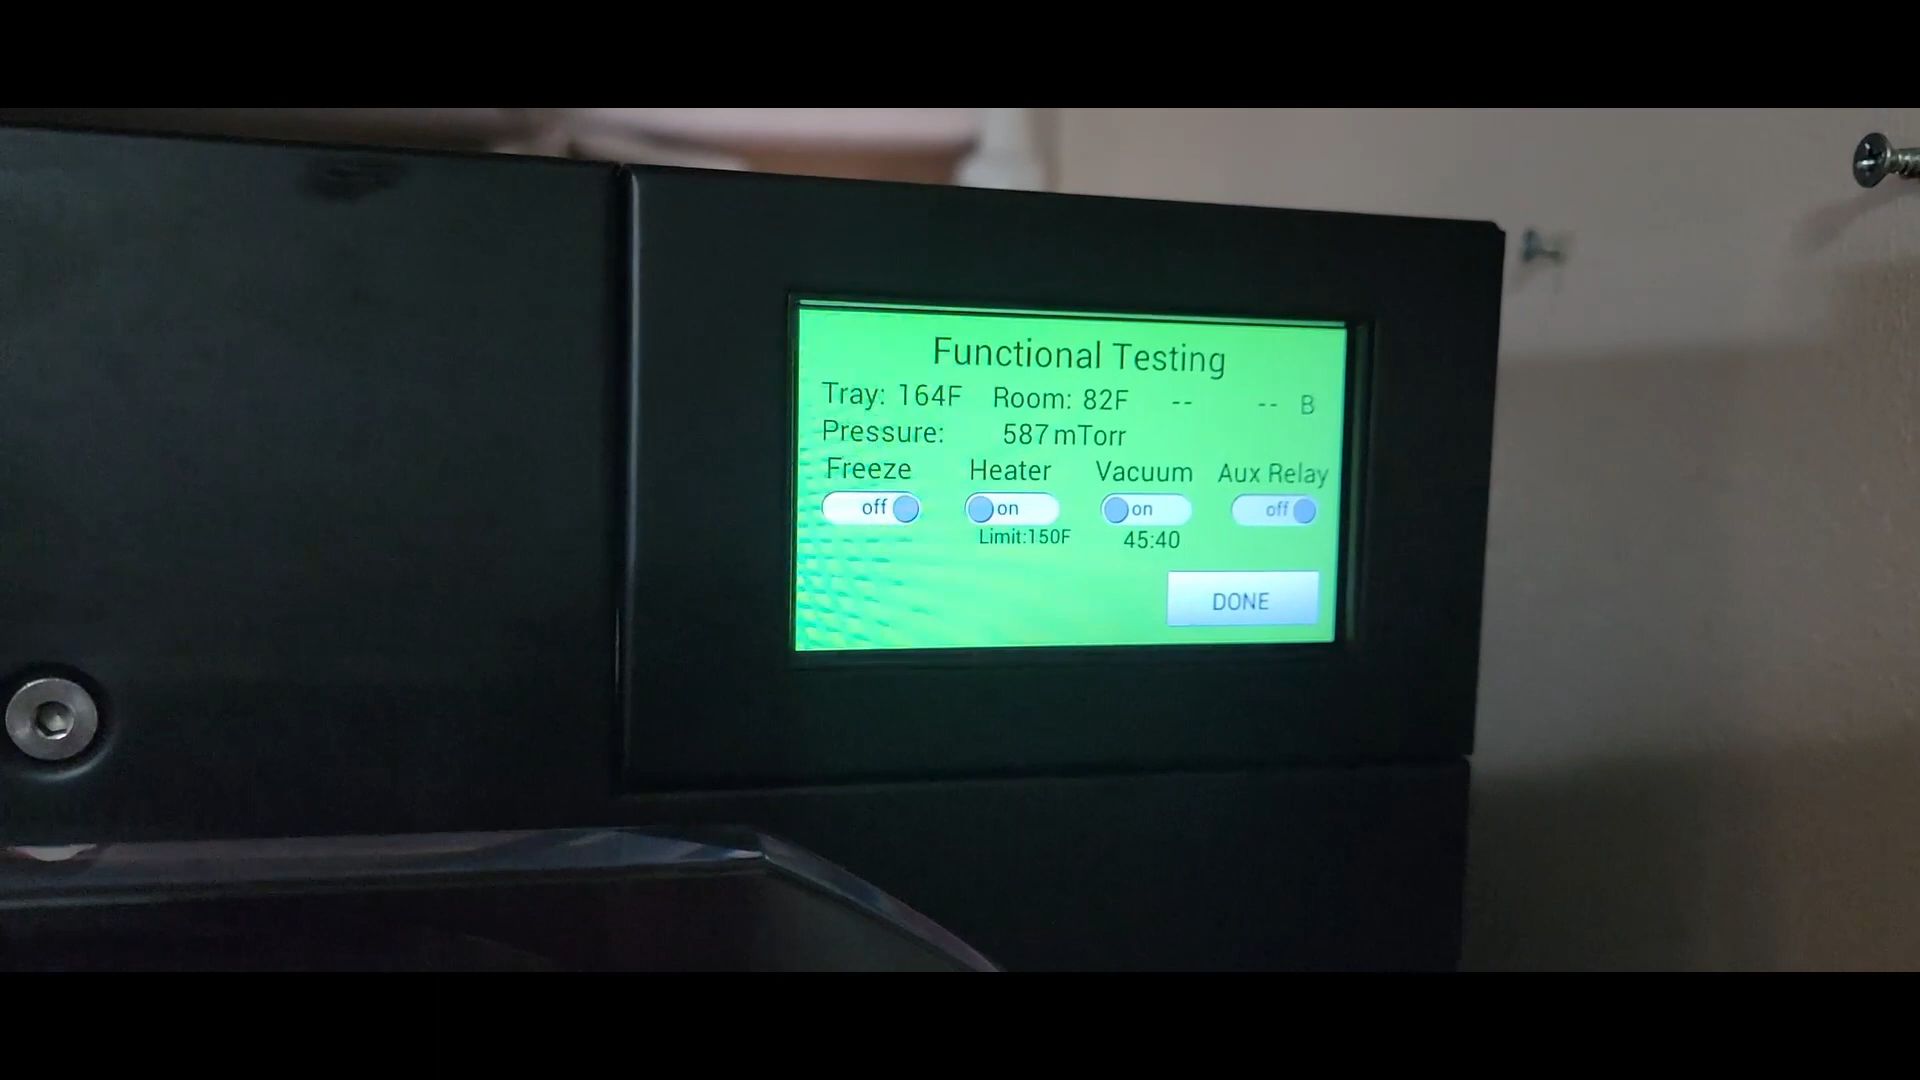 Functional Testing
Tray: 164F Room: 82F -- -- B
Pressure: 587 mTorr
Freeze Heater Vacuum Aux Relay
off on on off
Limit:150F 45:40
DONE